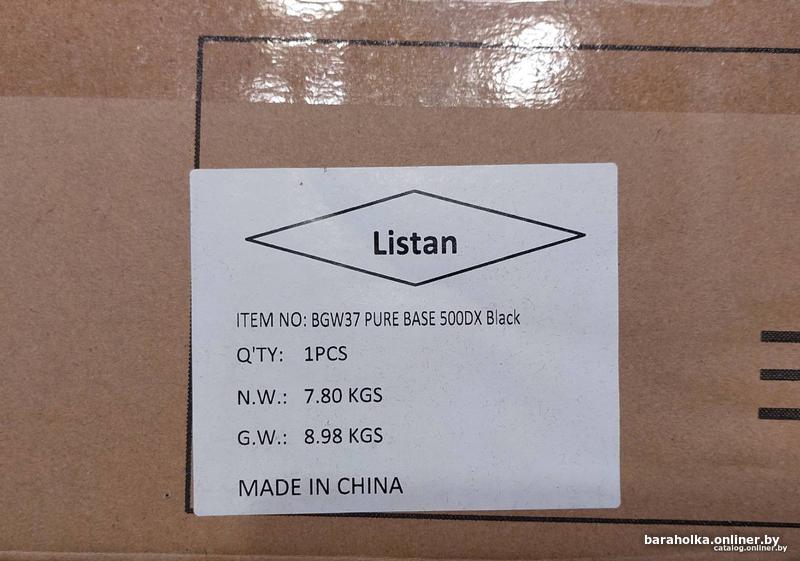 Listan
ITEM NO: BGW37 PURE BASE 500DX Black
Q'TY: 1PCS
N.W.: 7.80 KGS
G.W.: 8.98 KGS
MADE IN CHINA
baraholka.onliner.by
catalog.onliner.by